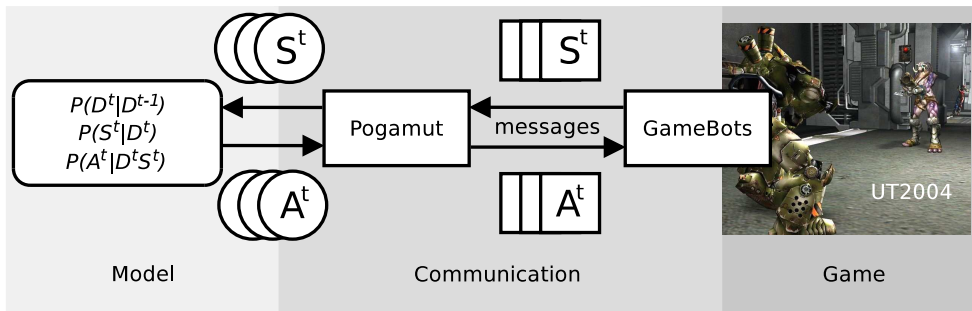 S^t
S^t
P(D^t|D^{t-1})
P(S^t|D^t)
P(A^t|D^tS^t)
Pogamut
messages
GameBots
A^t
A^t
UT2004
Model
Communication
Game